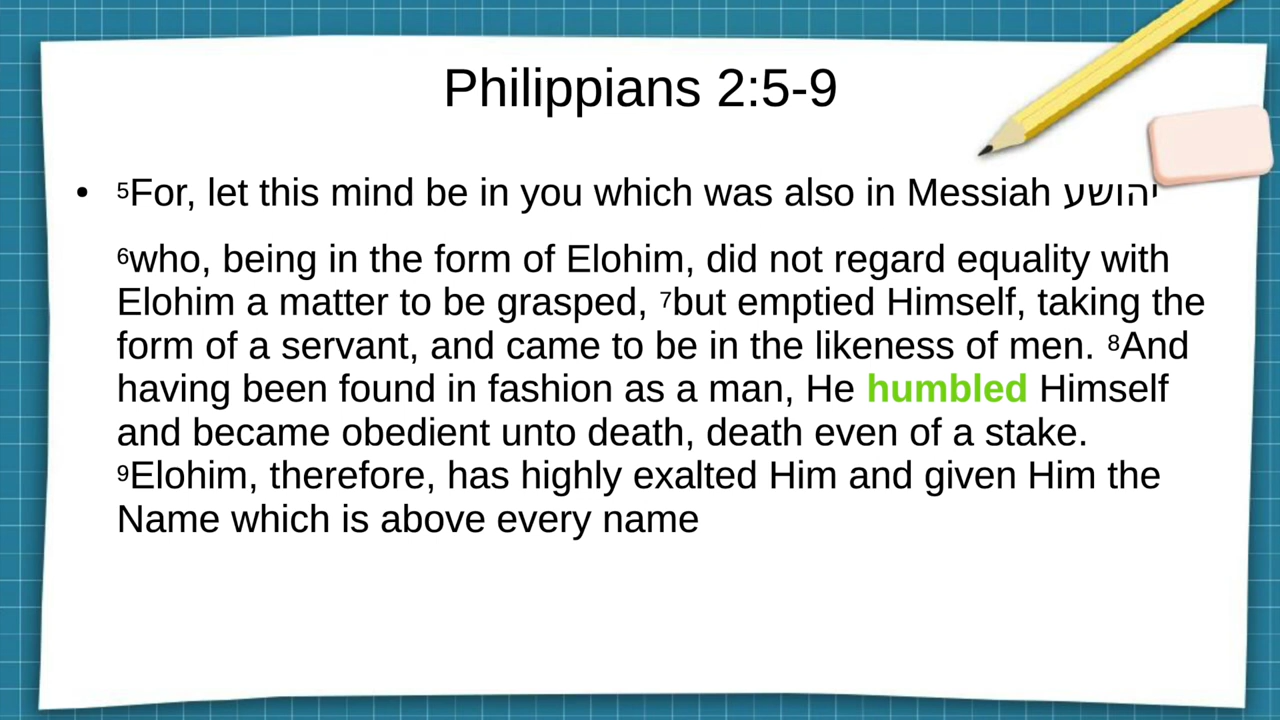 Philippians 2:5-9
• ⁵For, let this mind be in you which was also in Messiah יהושע
⁶who, being in the form of Elohim, did not regard equality with
Elohim a matter to be grasped, ⁷but emptied Himself, taking the
form of a servant, and came to be in the likeness of men. ⁸And
having been found in fashion as a man, He humbled Himself
and became obedient unto death, death even of a stake.
⁹Elohim, therefore, has highly exalted Him and given Him the
Name which is above every name